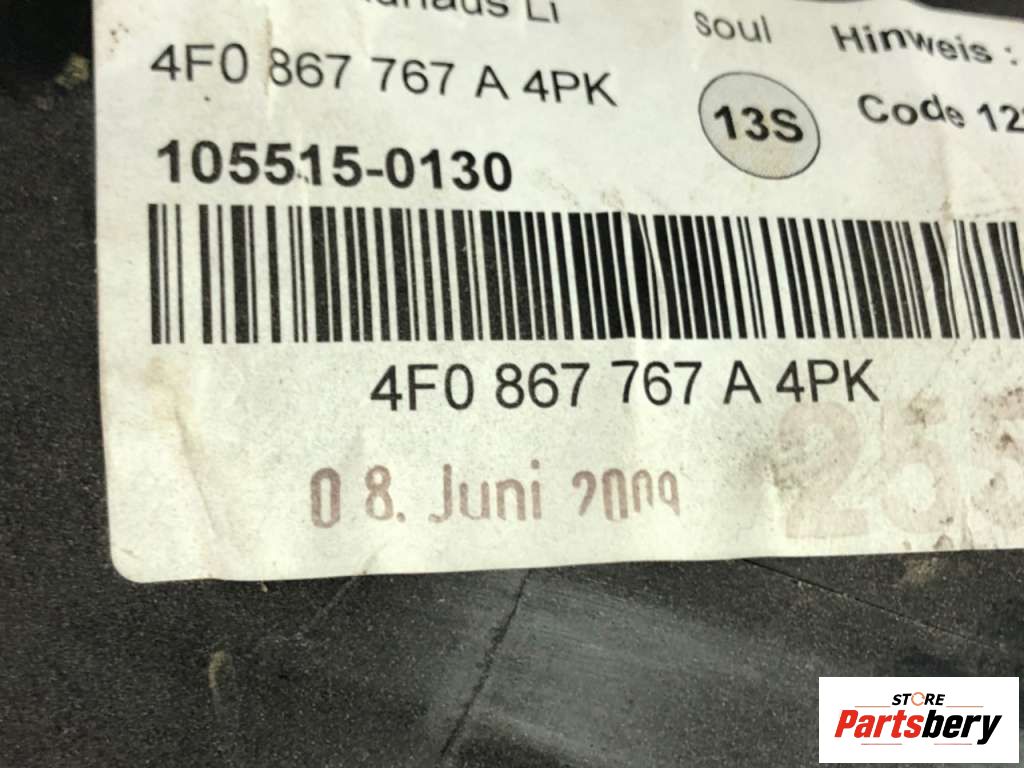 Li
soul Hinweis :
4F0 867 767 A 4PK
13S Code
105515-0130
4F0 867 767 A 4PK
08. Juni 2009
STORE
Partsbery